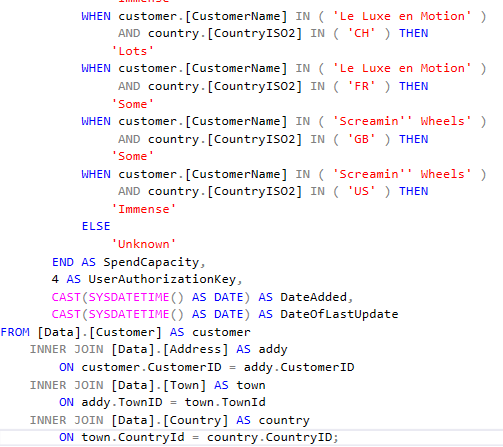 'Immense'
WHEN customer.[CustomerName] IN ( 'Le Luxe en Motion' )
AND country.[CountryISO2] IN ( 'CH' ) THEN
'Lots'
WHEN customer.[CustomerName] IN ( 'Le Luxe en Motion' )
AND country.[CountryISO2] IN ( 'FR' ) THEN
'Some'
WHEN customer.[CustomerName] IN ( 'Screamin'' Wheels' )
AND country.[CountryISO2] IN ( 'GB' ) THEN
'Some'
WHEN customer.[CustomerName] IN ( 'Screamin'' Wheels' )
AND country.[CountryISO2] IN ( 'US' ) THEN
'Immense'
ELSE
'Unknown'
END AS SpendCapacity,
4 AS UserAuthorizationKey,
CAST(SYSDATETIME() AS DATE) AS DateAdded,
CAST(SYSDATETIME() AS DATE) AS DateOfLastUpdate
FROM [Data].[Customer] AS customer
INNER JOIN [Data].[Address] AS addy
ON customer.CustomerID = addy.CustomerID
INNER JOIN [Data].[Town] AS town
ON addy.TownID = town.TownId
INNER JOIN [Data].[Country] AS country
ON town.CountryId = country.CountryID;